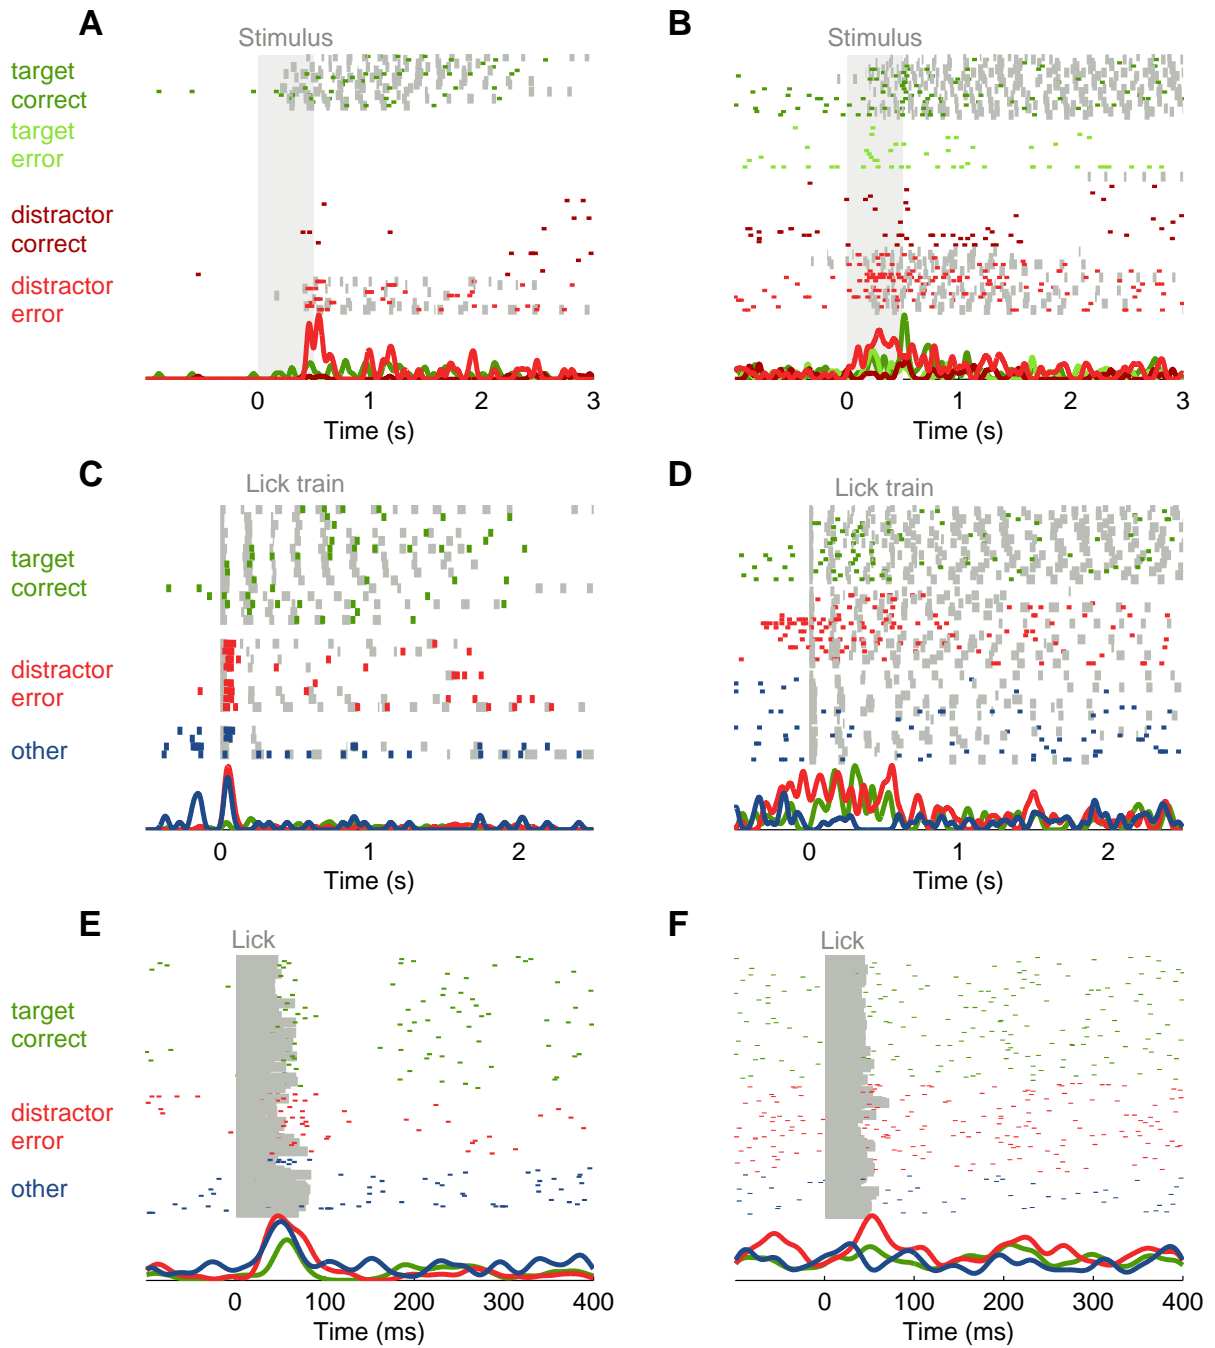 A
B
Stimulus
Stimulus
target
correct
target
error
distractor
correct
distractor
error
0 1 2 3
0 1 2 3
Time (s)
Time (s)
C
D
Lick train
Lick train
target
correct
distractor
error
other
0 1 2
0 1 2
Time (s)
Time (s)
E
F
Lick
Lick
target
correct
distractor
error
other
0 100 200 300 400
0 100 200 300 400
Time (ms)
Time (ms)